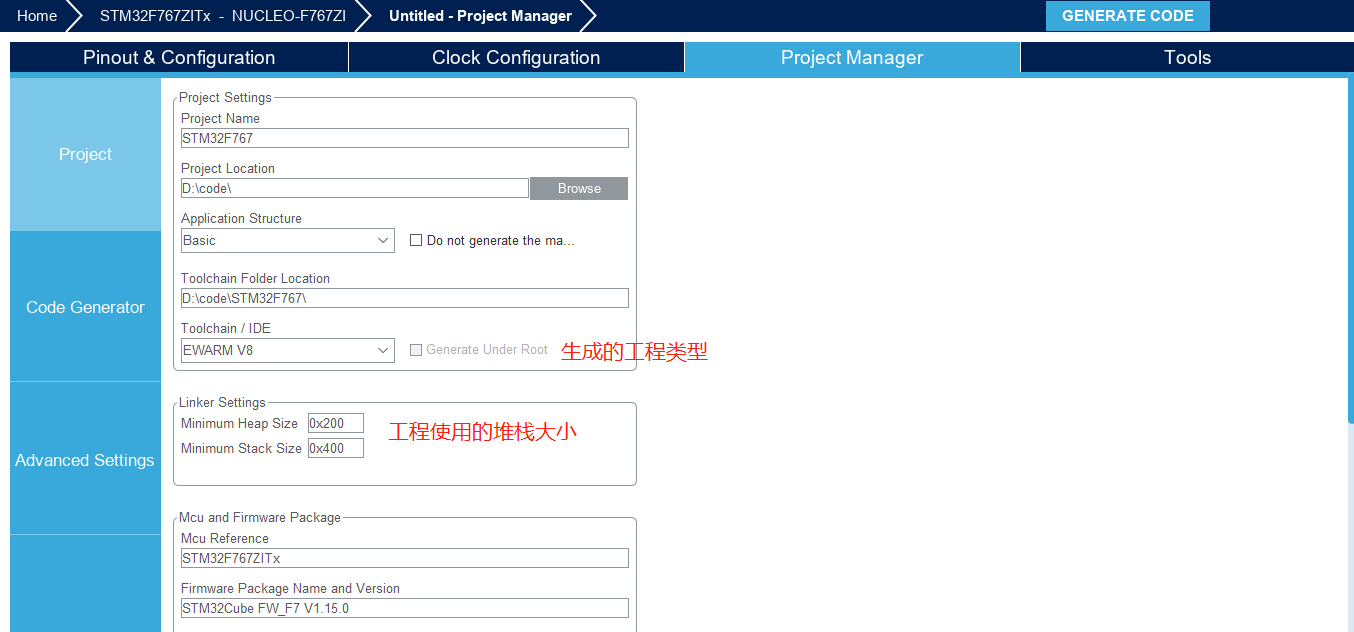 Home STM32F767ZITx - NUCLEO-F767ZI Untitled - Project Manager GENERATE CODE
Pinout & Configuration Clock Configuration Project Manager Tools
Project
Code Generator
Advanced Settings
Project Settings
Project Name
STM32F767
Project Location
D:\code\ Browse
Application Structure
Basic Do not generate the ma...
Toolchain Folder Location
D:\code\STM32F767\
Toolchain / IDE
EWARM V8 Generate Under Root 生成的工程类型
Linker Settings
Minimum Heap Size 0x200 工程使用的堆栈大小
Minimum Stack Size 0x400
Mcu and Firmware Package
Mcu Reference
STM32F767ZITx
Firmware Package Name and Version
STM32Cube FW_F7 V1.15.0